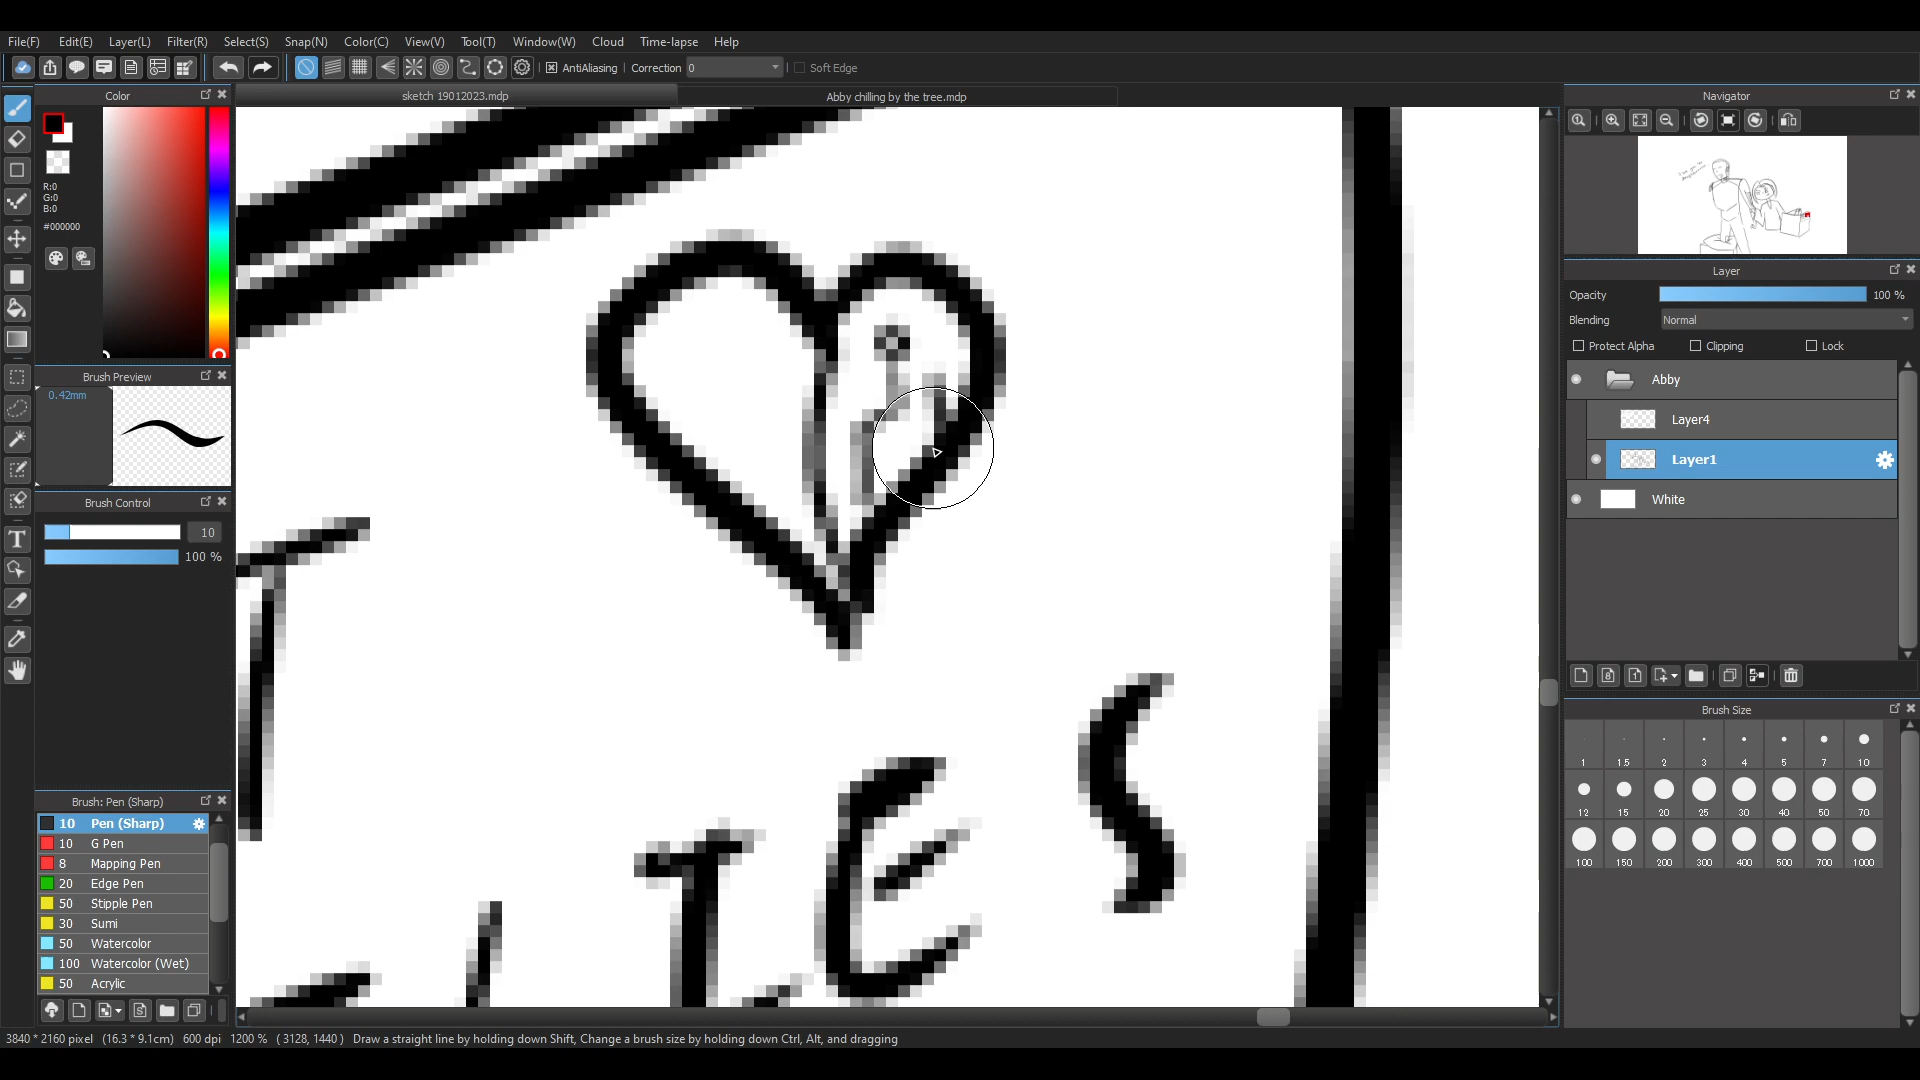 File(F) Edit(E) Layer(L) Filter(R) Select(S) Snap(N) Color(C) View(V) Tool(T) Window(W) Cloud Time-lapse Help
AntiAliasing Correction 0 Soft Edge
Color
sketch 19012023.mdp
Abby chilling by the tree.mdp
R:0
G:0
B:0
#000000
Brush Preview
0.42mm
Brush Control
10
100 %
Brush: Pen (Sharp)
10 Pen (Sharp)
10 G Pen
8 Mapping Pen
20 Edge Pen
50 Stipple Pen
30 Sumi
50 Watercolor
100 Watercolor (Wet)
50 Acrylic
T
TES
Navigator
Layer
Opacity 100 %
Blending Normal
Protect Alpha Clipping Lock
Abby
Layer4
Layer1
White
Brush Size
1 1.5 2 3 4 5 7 10
12 15 20 25 30 40 50 70
100 150 200 300 400 500 700 1000
3840 * 2160 pixel (16.3 * 9.1cm) 600 dpi 1200 % ( 3128, 1440 ) Draw a straight line by holding down Shift, Change a brush size by holding down Ctrl, Alt, and dragging